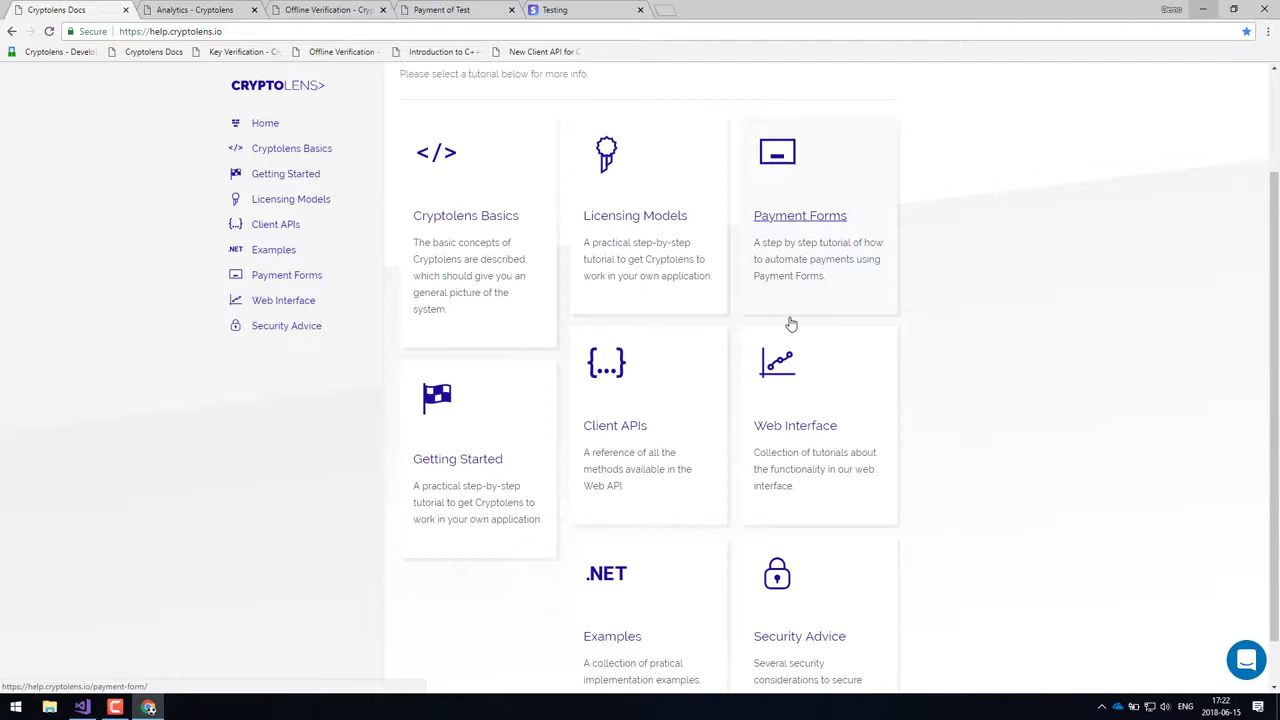 Cryptolens Docs
Analytics - Cryptolens
Offline Verification - Cryp
Payment of Test
Testing
Demo
Secure
https://help.cryptolens.io
Cryptolens - Develo
Cryptolens Docs
Key Verification - Cr
Offline Verification -
Introduction to C++
New Client API for C
Please select a tutorial below for more info
CRYPTOLENS>
Home
</> Cryptolens Basics
Getting Started
Licensing Models
{...} Client APIs
.NET Examples
Payment Forms
Web Interface
Security Advice
</>
Cryptolens Basics
The basic concepts of
Cryptolens are described,
which should give you an
general picture of the
system.
Getting Started
A practical step-by-step
tutorial to get Cryptolens to
work in your own application.
Licensing Models
A practical step-by-step
tutorial to get Cryptolens to
work in your own application.
{...}
Client APIs
A reference of all the
methods available in the
Web API.
.NET
Examples
A collection of pratical
implementation examples.
Payment Forms
A step by step tutorial of how
to automate payments using
Payment Forms.
Web Interface
Collection of tutorials about
the functionality in our web
interface.
Security Advice
Several security
considerations to secure
https://help.cryptolens.io/payment-form/
ENG
17:22
2018-06-15